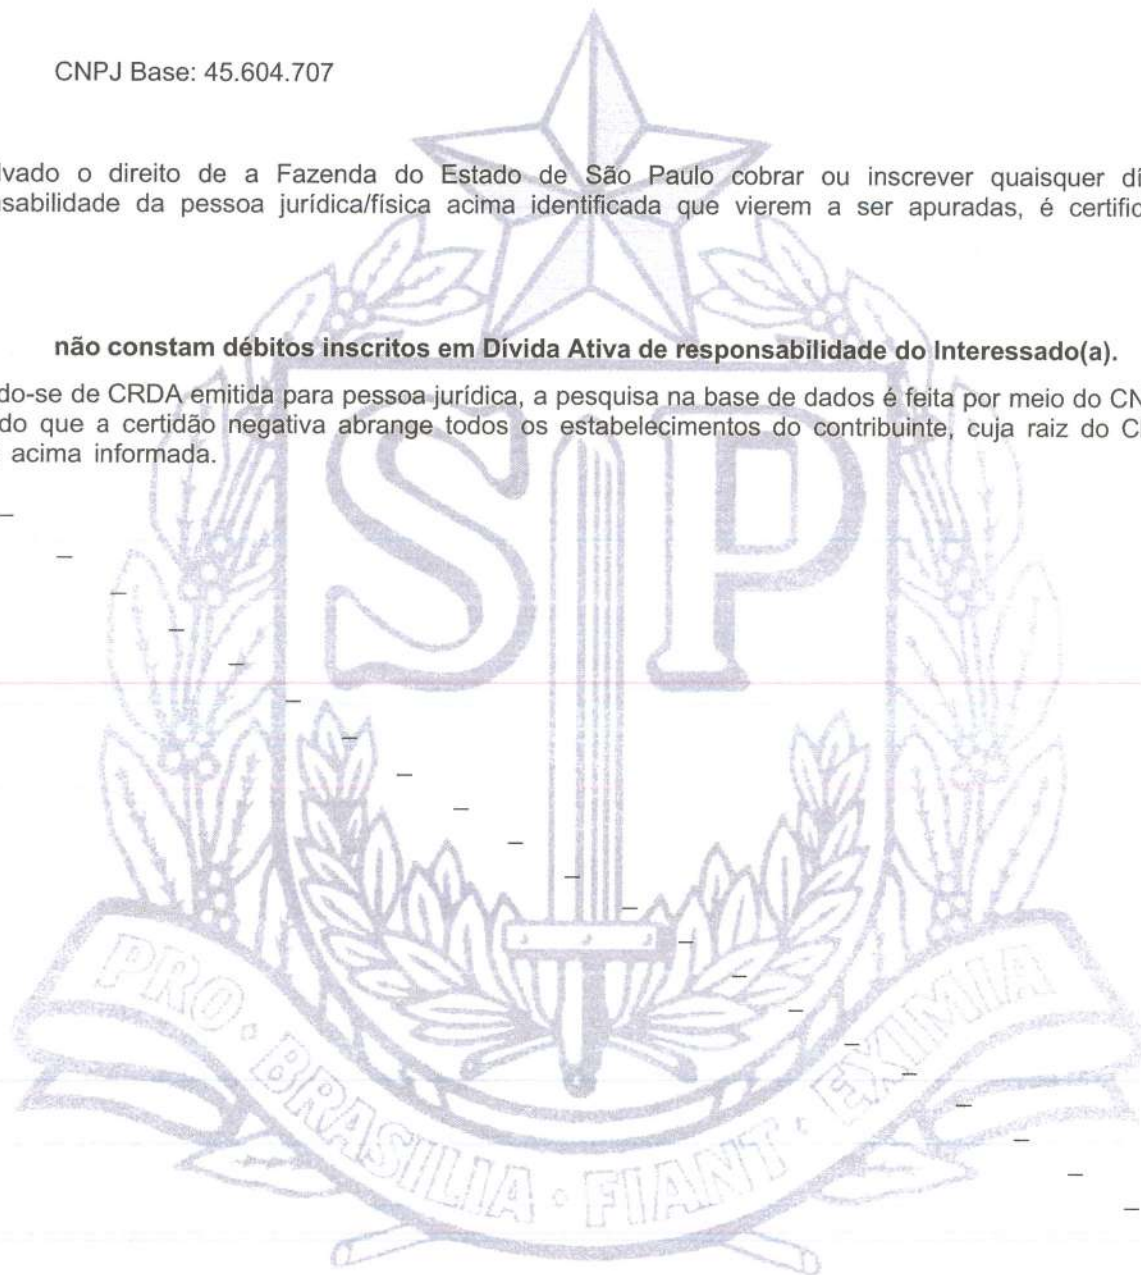 CNPJ Base: 45.604.707
lvado o direito de a Fazenda do Estado de São Paulo cobrar ou inscrever quaisquer dí
nsabilidade da pessoa jurídica/física acima identificada que vierem a ser apuradas, é certific
não constam débitos inscritos em Dívida Ativa de responsabilidade do Interessado(a).
do-se de CRDA emitida para pessoa jurídica, a pesquisa na base de dados é feita por meio do CN
do que a certidão negativa abrange todos os estabelecimentos do contribuinte, cuja raiz do C
acima informada.
SP
PRO • BRASILIA • FIANT • EXIMIA